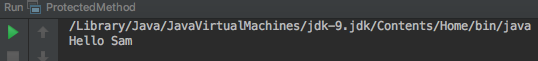 Run ProtectedMethod
/Library/Java/JavaVirtualMachines/jdk-9.jdk/Contents/Home/bin/java
Hello Sam